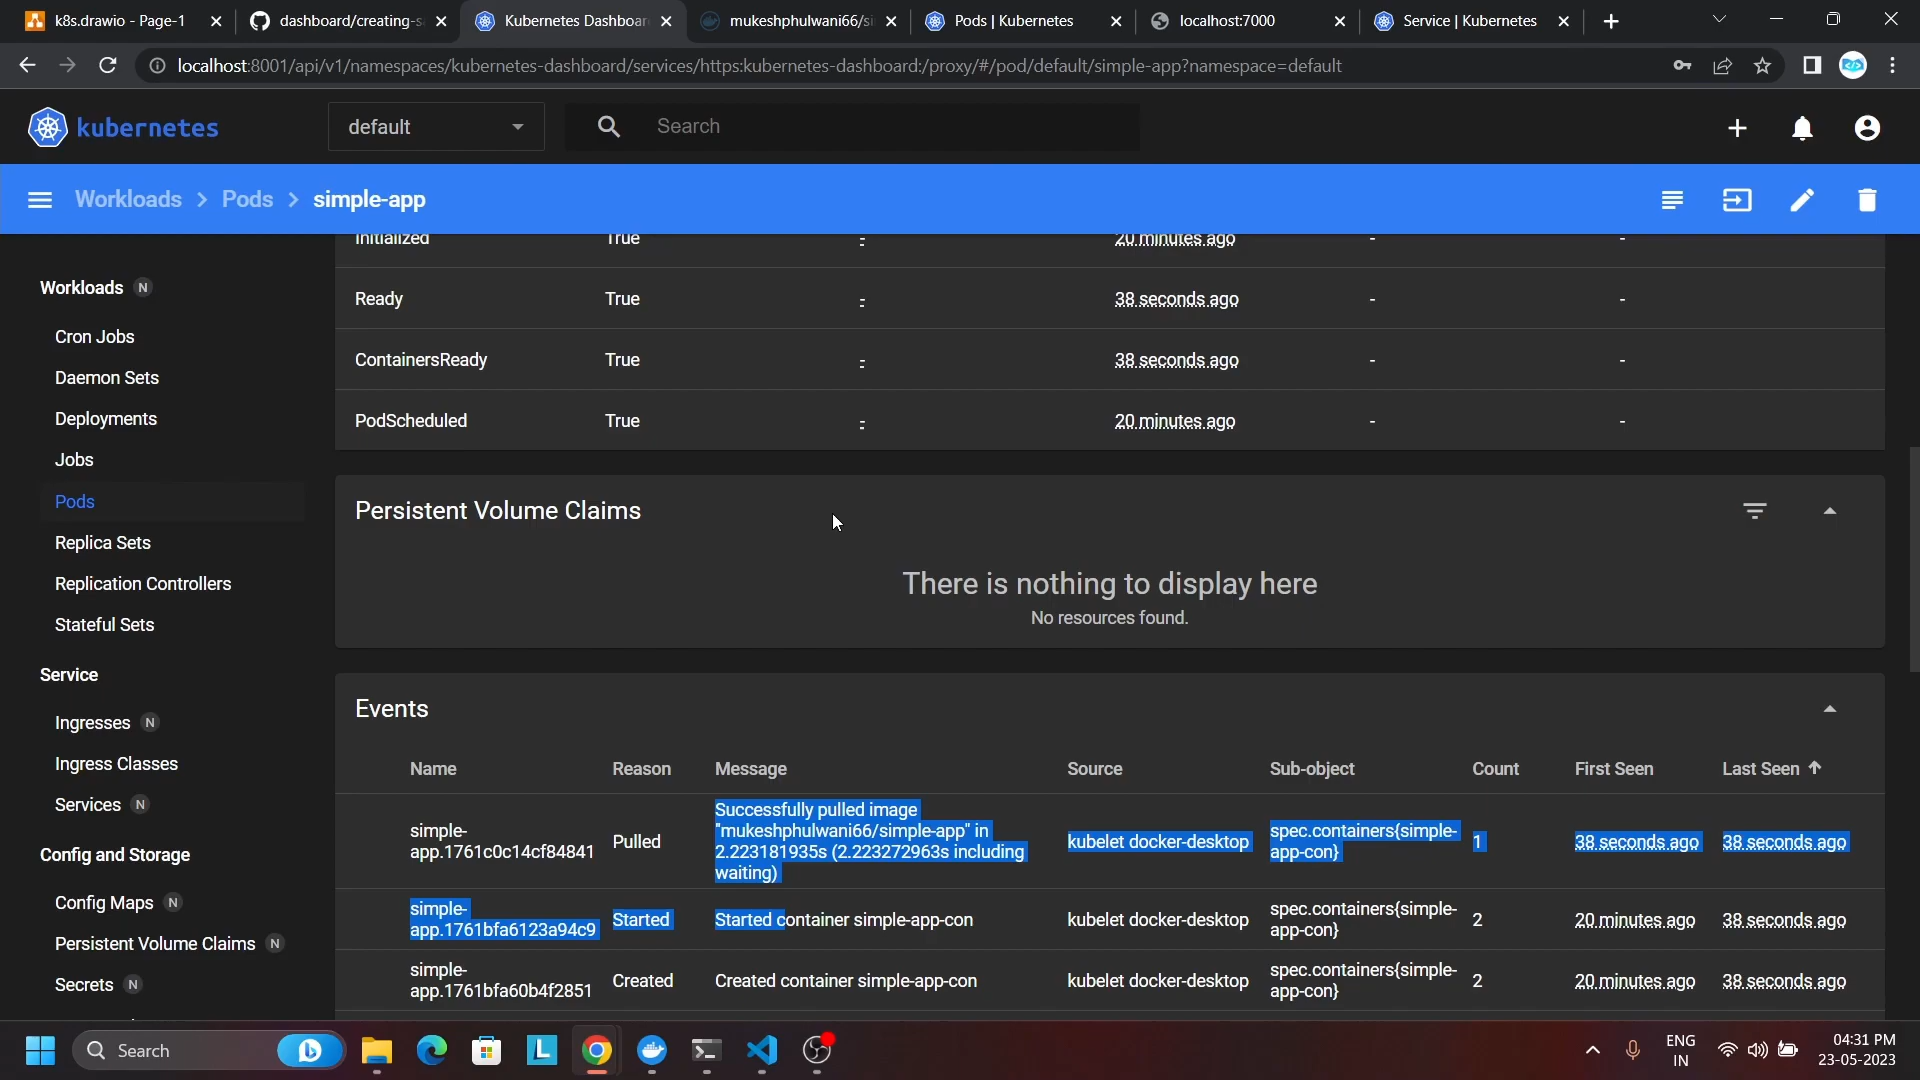 k8s.drawio - Page-1
dashboard/creating-s
Kubernetes Dashboar
mukeshphulwani66/si
Pods | Kubernetes
localhost:7000
Service | Kubernetes
localhost:8001/api/v1/namespaces/kubernetes-dashboard/services/https:kubernetes-dashboard:/proxy/#/pod/default/simple-app?namespace=default
kubernetes
default
Search
Workloads > Pods > simple-app
Workloads N
Cron Jobs
Daemon Sets
Deployments
Jobs
Pods
Replica Sets
Replication Controllers
Stateful Sets
Service
Ingresses N
Ingress Classes
Services N
Config and Storage
Config Maps N
Persistent Volume Claims N
Secrets N
Initialized True - 20 minutes ago - -
Ready True - 38 seconds ago - -
ContainersReady True - 38 seconds ago - -
PodScheduled True - 20 minutes ago - -
Persistent Volume Claims
There is nothing to display here
No resources found.
Events
Name Reason Message Source Sub-object Count First Seen Last Seen
simple-
app.1761c0c14cf84841
Pulled
Successfully pulled image
"mukeshphulwani66/simple-app" in
2.223181935s (2.223272963s including
waiting)
kubelet docker-desktop
spec.containers{simple-
app-con}
1
38 seconds ago
38 seconds ago
simple-
app.1761bfa6123a94c9
Started
Started container simple-app-con
kubelet docker-desktop
spec.containers{simple-
app-con}
2
20 minutes ago
38 seconds ago
simple-
app.1761bfa60b4f2851
Created
Created container simple-app-con
kubelet docker-desktop
spec.containers{simple-
app-con}
2
20 minutes ago
38 seconds ago
Search
L
ENG
IN
04:31 PM
23-05-2023